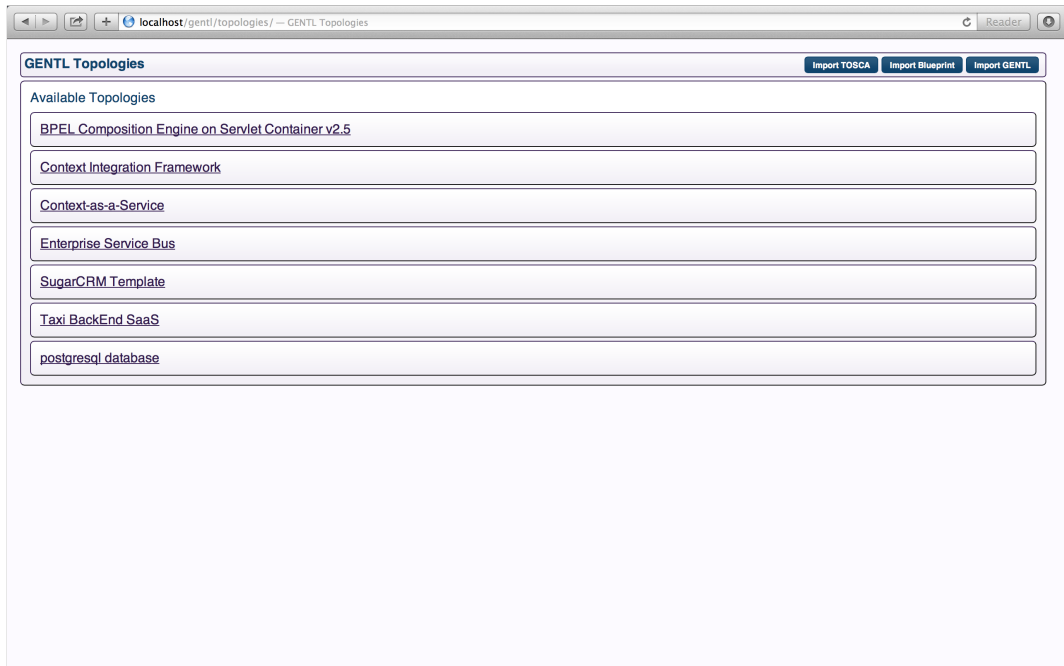 + localhost/gentl/topologies/ — GENTL Topologies Reader
GENTL Topologies Import TOSCA Import Blueprint Import GENTL
Available Topologies
BPEL Composition Engine on Servlet Container v2.5
Context Integration Framework
Context-as-a-Service
Enterprise Service Bus
SugarCRM Template
Taxi BackEnd SaaS
postgresql database